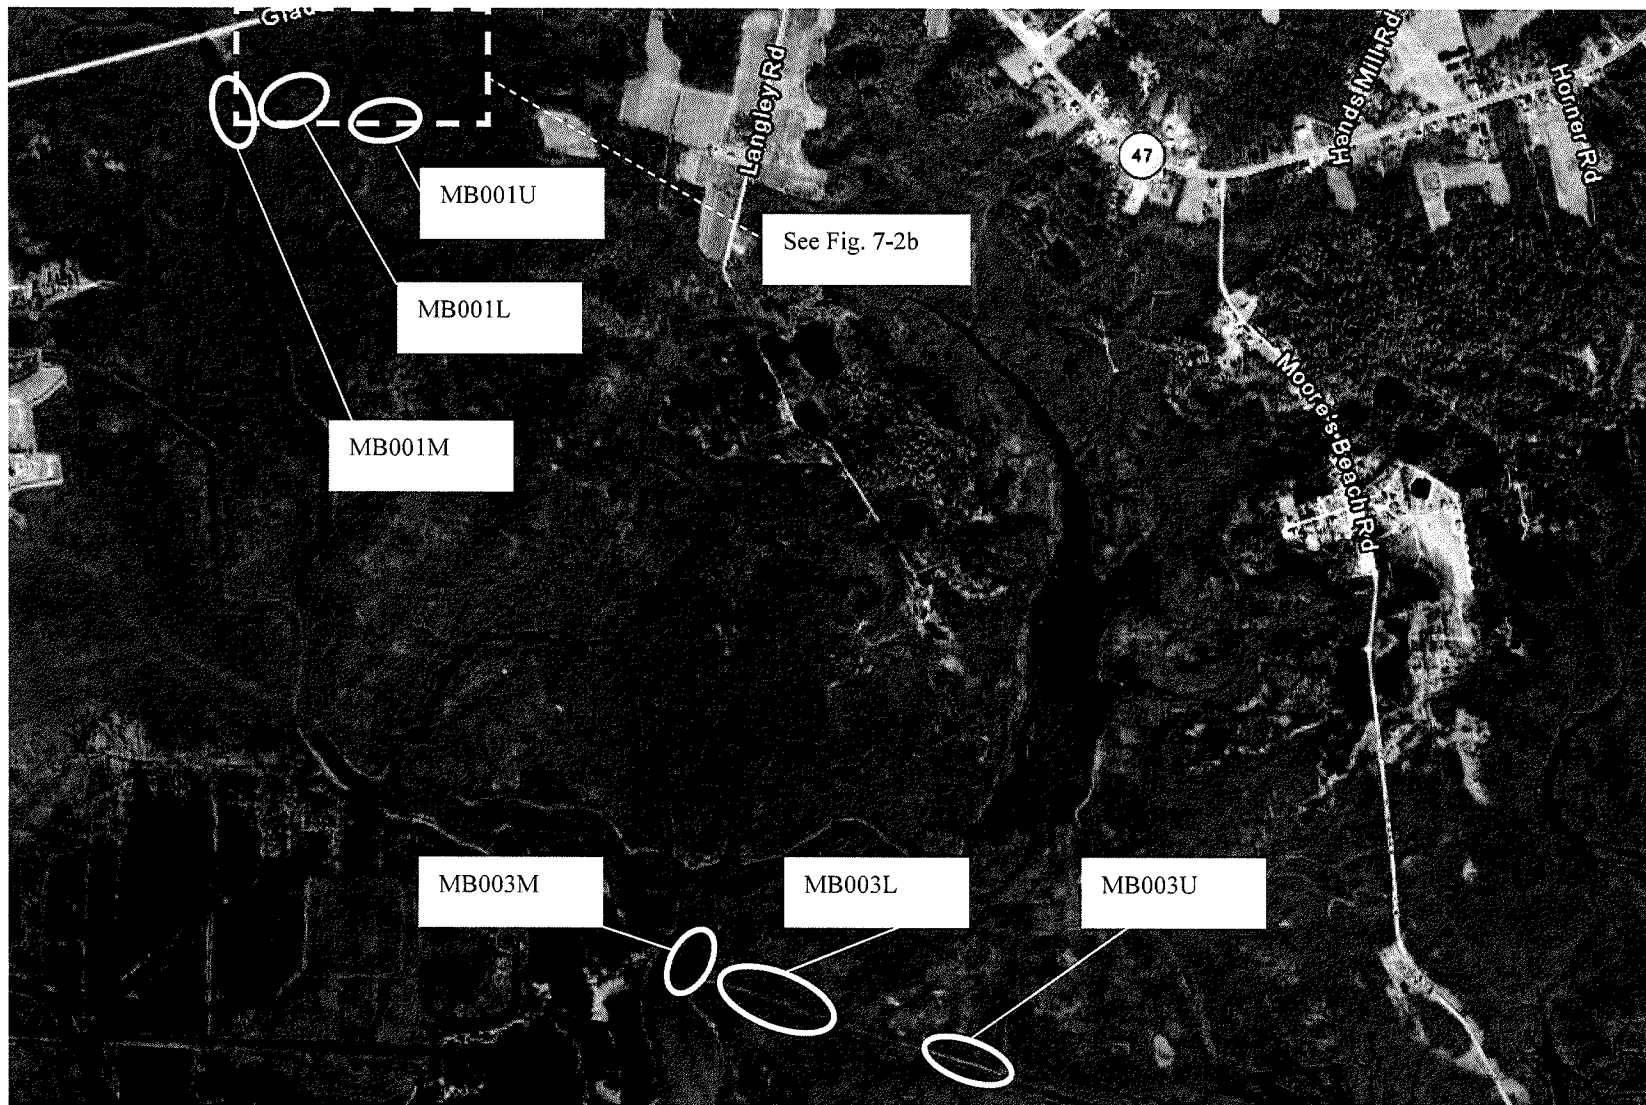 Langley Rd
47
Hands Mill Rd
Horner Rd
MB001U
See Fig. 7-2b
MB001L
Moore's Beach Rd
MB001M
MB003M
MB003L
MB003U